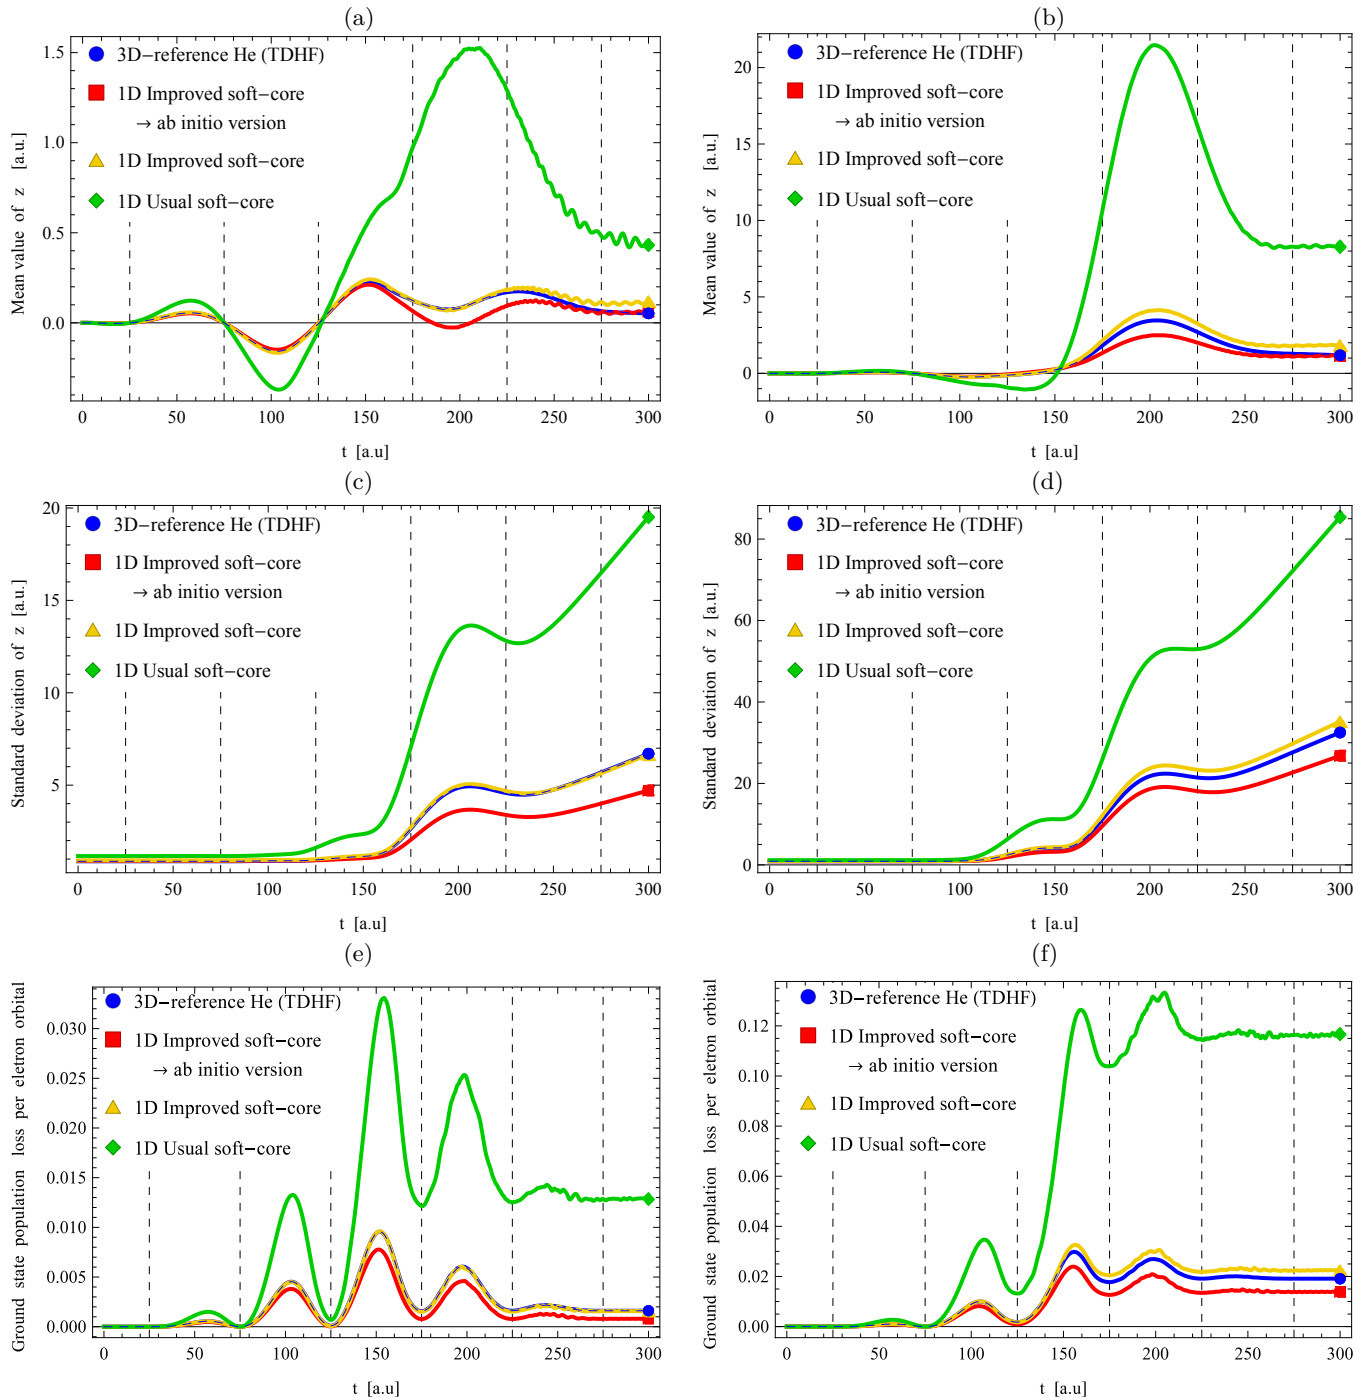 (a)
Mean value of z [a.u.]
1.5
1.0
0.5
0.0
3D−reference He (TDHF)
1D Improved soft−core
→ ab initio version
1D Improved soft−core
1D Usual soft−core
0 50 100 150 200 250 300
t [a.u]
(b)
Mean value of z [a.u.]
20
15
10
5
0
3D−reference He (TDHF)
1D Improved soft−core
→ ab initio version
1D Improved soft−core
1D Usual soft−core
0 50 100 150 200 250 300
t [a.u]
(c)
Standard deviation of z [a.u.]
20
15
10
5
3D−reference He (TDHF)
1D Improved soft−core
→ ab initio version
1D Improved soft−core
1D Usual soft−core
0 50 100 150 200 250 300
t [a.u]
(d)
Standard deviation of z [a.u.]
80
60
40
20
0
3D−reference He (TDHF)
1D Improved soft−core
→ ab initio version
1D Improved soft−core
1D Usual soft−core
0 50 100 150 200 250 300
t [a.u]
(e)
Ground state population loss per eletron orbital
0.030
0.025
0.020
0.015
0.010
0.005
0.000
3D−reference He (TDHF)
1D Improved soft−core
→ ab initio version
1D Improved soft−core
1D Usual soft−core
0 50 100 150 200 250 300
t [a.u]
(f)
Ground state population loss per eletron orbital
0.12
0.10
0.08
0.06
0.04
0.02
0.00
3D−reference He (TDHF)
1D Improved soft−core
→ ab initio version
1D Improved soft−core
1D Usual soft−core
0 50 100 150 200 250 300
t [a.u]